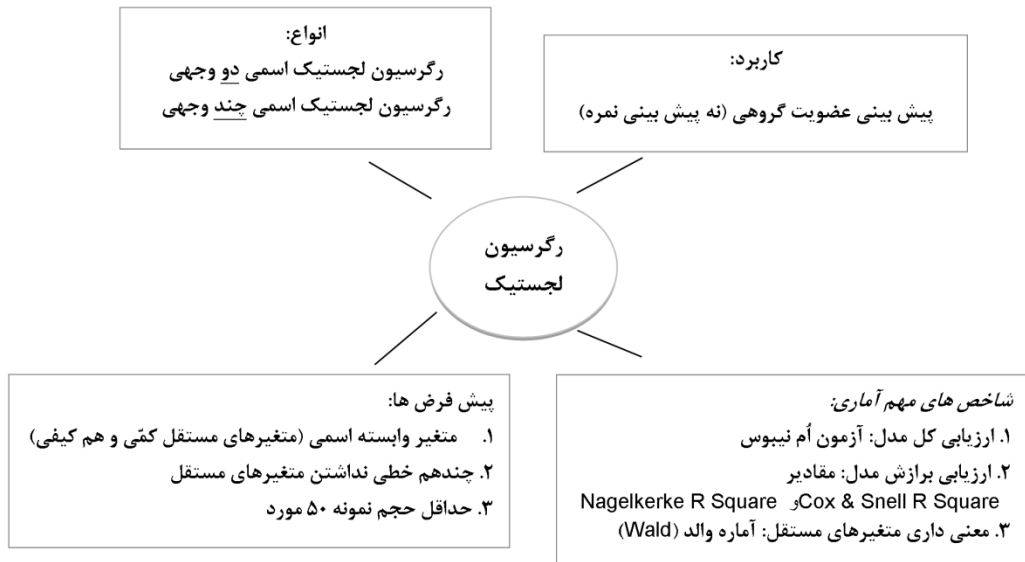 انواع:
رگرسیون لجستیک اسمی دو وجهی
رگرسیون لجستیک اسمی چند وجهی
کاربرد:
پیش بینی عضویت گروهی (نه پیش بینی نمره)
رگرسیون
لجستیک
پیش فرض ها:
۱. متغیر وابسته اسمی (متغیرهای مستقل کمّی و هم کیفی)
۲. چندهم خطی نداشتن متغیرهای مستقل
۳. حداقل حجم نمونه ۵۰ مورد
شاخص های مهم آماری:
۱. ارزیابی کل مدل: آزمون اُم نیبوس
۲. ارزیابی برازش مدل: مقادیر
Cox & Snell R Square و Nagelkerke R Square
۳. معنی داری متغیرهای مستقل: آماره والد (Wald)